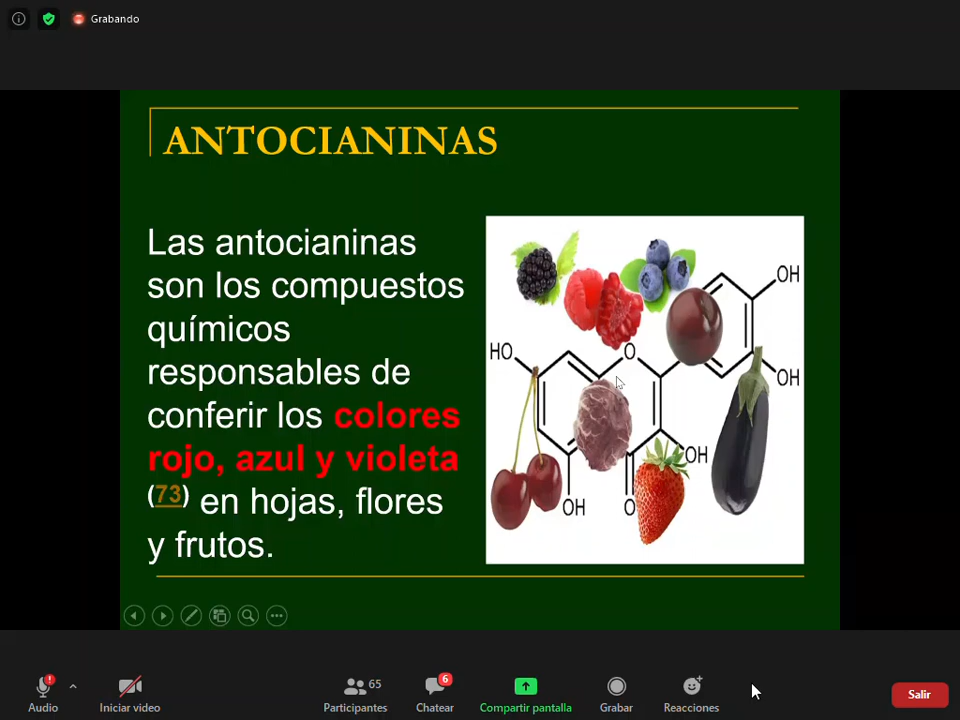 Grabando
ANTOCIANINAS
Las antocianinas
son los compuestos
químicos
responsables de
conferir los colores
rojo, azul y violeta
(73) en hojas, flores
y frutos.
OH
HO
O
OH
OH
OH
O
Audio
Iniciar video
65
Participantes
6
Chatear
Compartir pantalla
Grabar
Reacciones
Salir